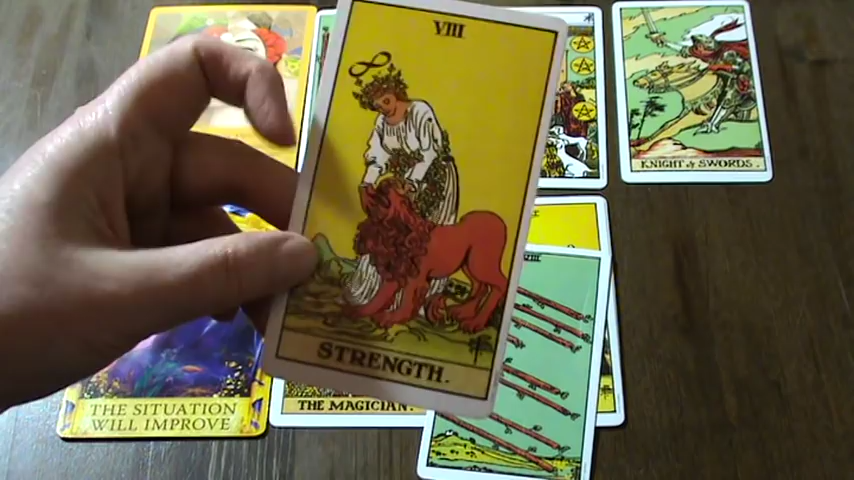 VIII
STRENGTH.
KNIGHT of SWORDS.
THE SITUATION
WILL IMPROVE
THE MAGICIAN.